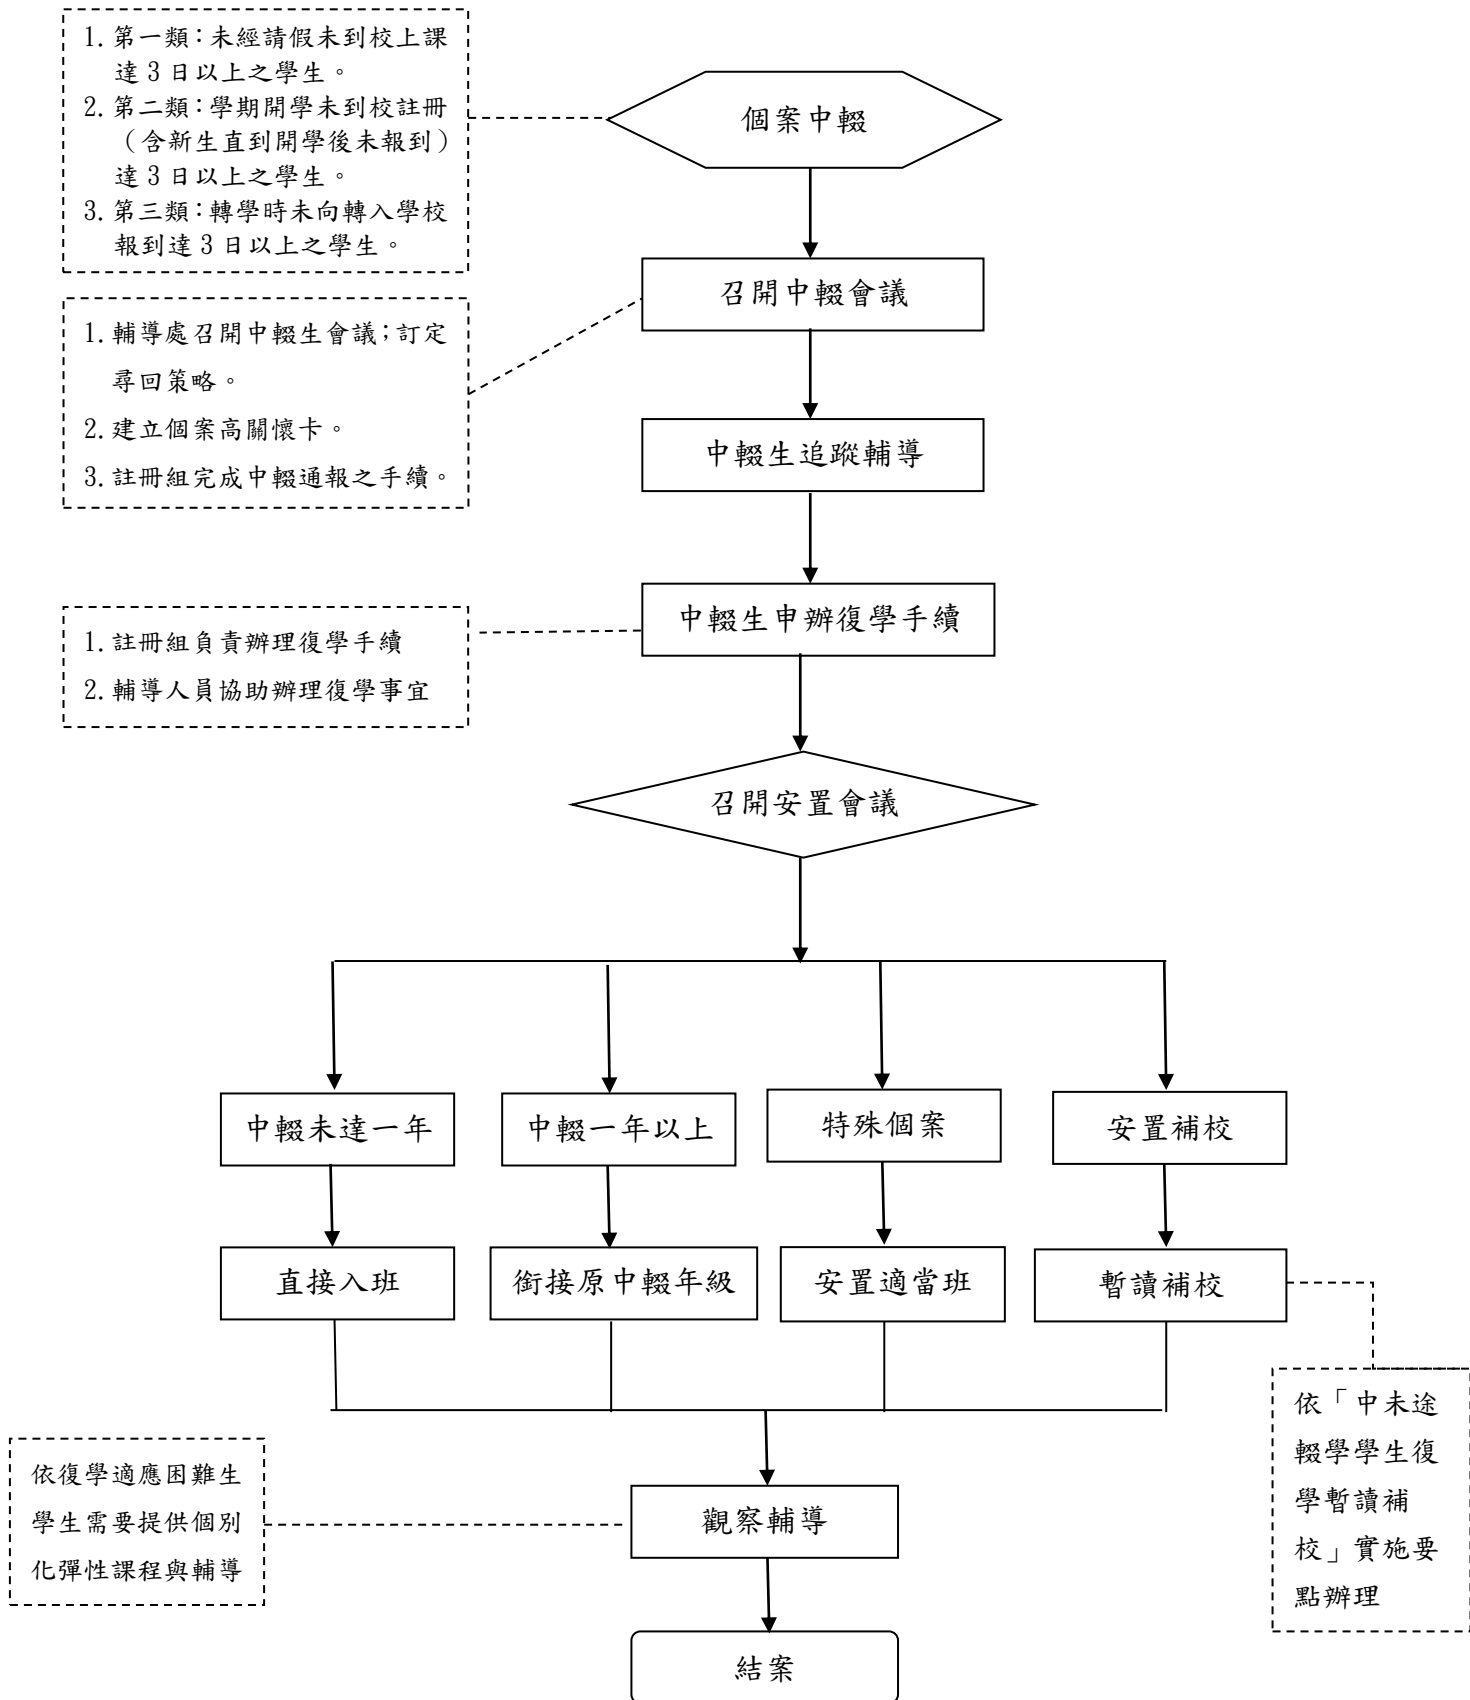 1. 第一類：未經請假未到校上課
達 3 日以上之學生。
2. 第二類：學期開學未到校註冊
（含新生直到開學後未報到）
達 3 日以上之學生。
3. 第三類：轉學時未向轉入學校
報到達 3 日以上之學生。
個案中輟
召開中輟會議
1. 輔導處召開中輟生會議；訂定
尋回策略。
2. 建立個案高關懷卡。
3. 註冊組完成中輟通報之手續。
中輟生追蹤輔導
中輟生申辦復學手續
1. 註冊組負責辦理復學手續
2. 輔導人員協助辦理復學事宜
召開安置會議
中輟未達一年
中輟一年以上
特殊個案
安置補校
直接入班
銜接原中輟年級
安置適當班
暫讀補校
依「中未途
輟學學生復
學暫讀補
校」實施要
點辦理
依復學適應困難生
學生需要提供個別
化彈性課程與輔導
觀察輔導
結案